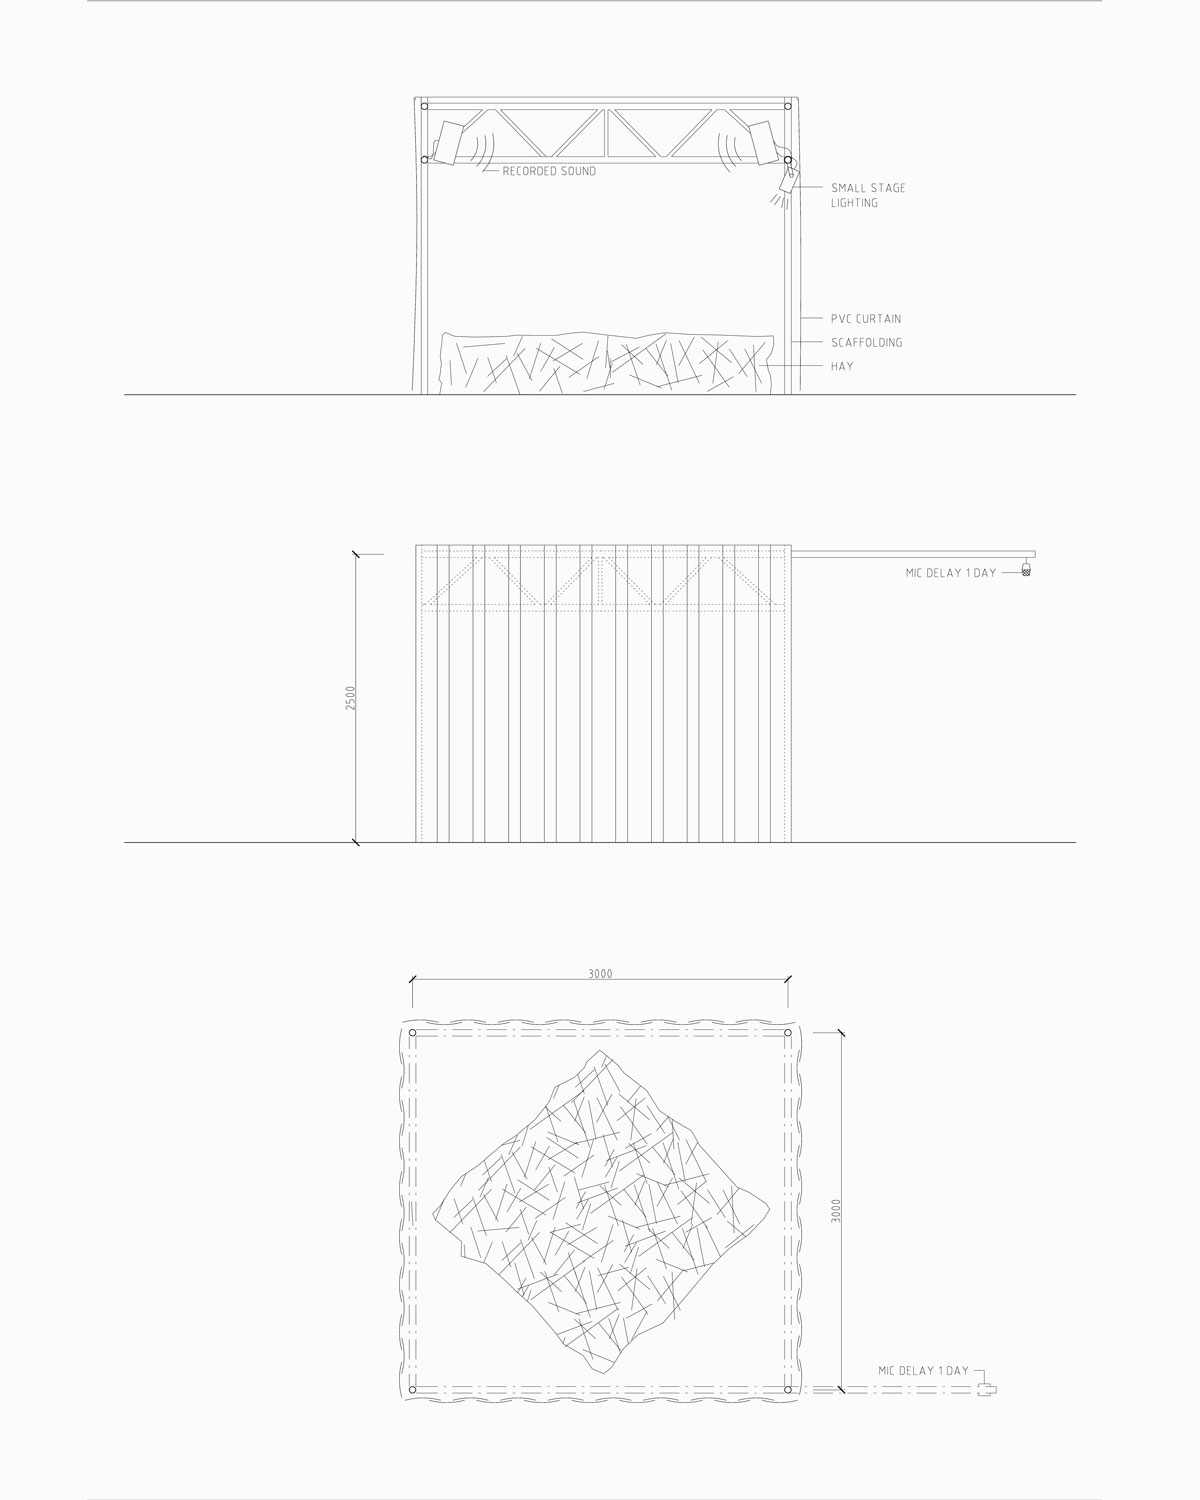 RECORDED SOUND
SMALL STAGE
LIGHTING
PVC CURTAIN
SCAFFOLDING
HAY
MIC DELAY 1 DAY
2500
3000
3000
MIC DELAY 1 DAY